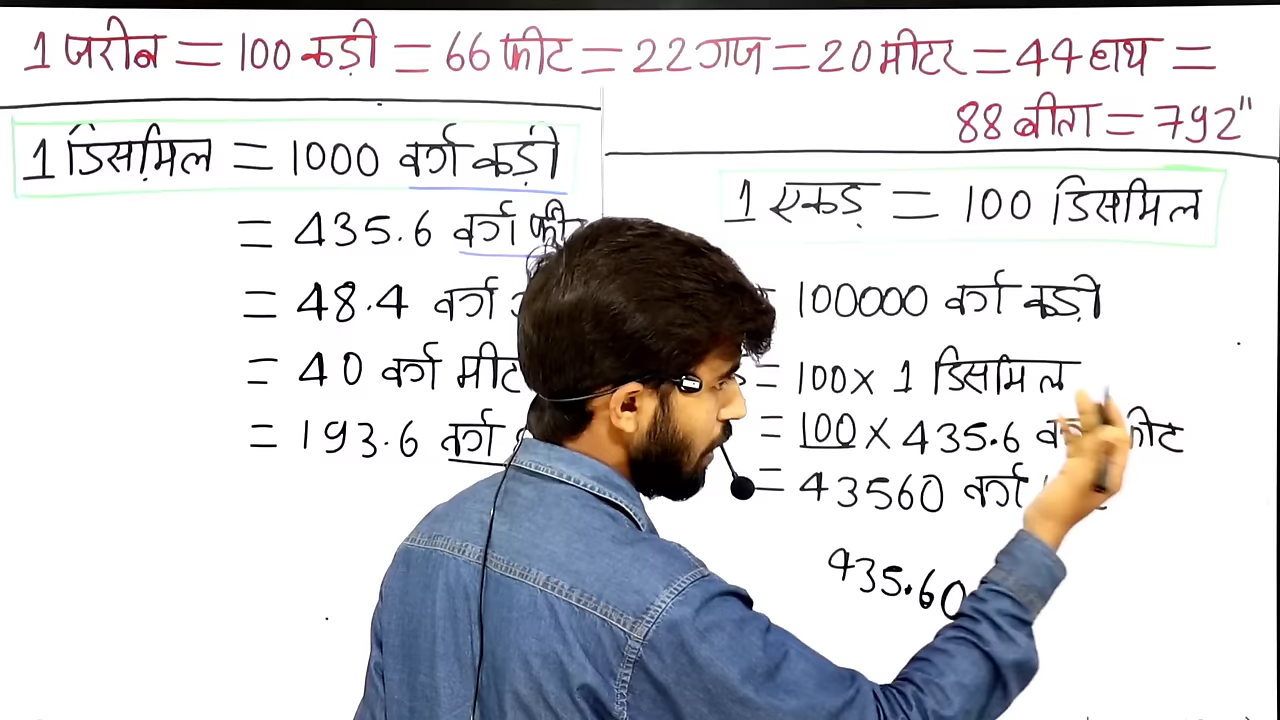 1 जरीब = 100 कड़ी = 66 फीट = 22 गज = 20 मीटर = 44 हाथ =
88 बीता = 792"
1 डिसमिल = 1000 वर्ग कड़ी
= 435.6 वर्ग फी
= 48.4 वर्ग
= 40 वर्ग मीट
= 193.6 वर्ग
1 एकड़ = 100 डिसमिल
= 100000 वर्ग कड़ी
= 100 x 1 डिसमिल
= 100 x 435.6 फीट
= 43560 वर्ग
435.60